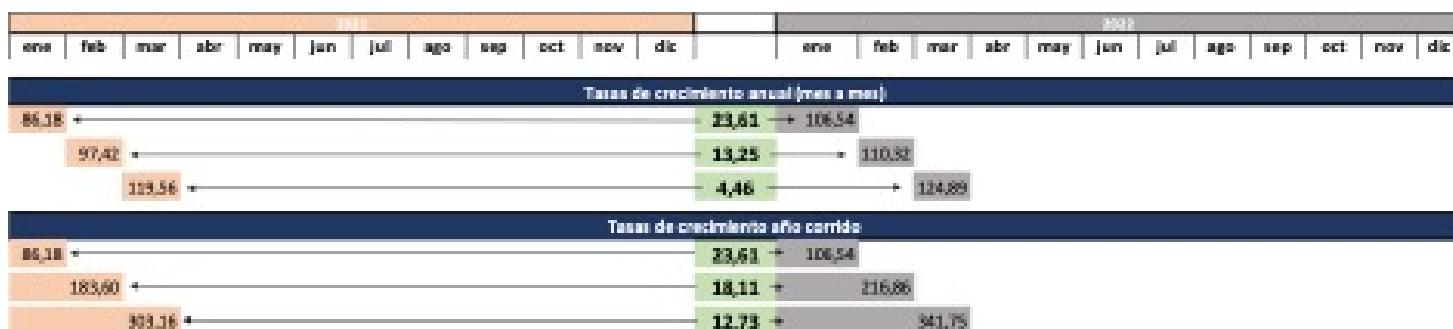 2021 2022
ene feb mar abr may jun jul ago sep oct nov dic ene feb mar abr may jun jul ago sep oct nov dic
Tasas de crecimiento anual (mes a mes)
86,18 23,61 106,54
97,42 13,25 110,32
119,56 4,46 124,89
Tasas de crecimiento año corrido
86,18 23,61 106,54
183,60 18,11 216,86
303,16 12,73 341,75